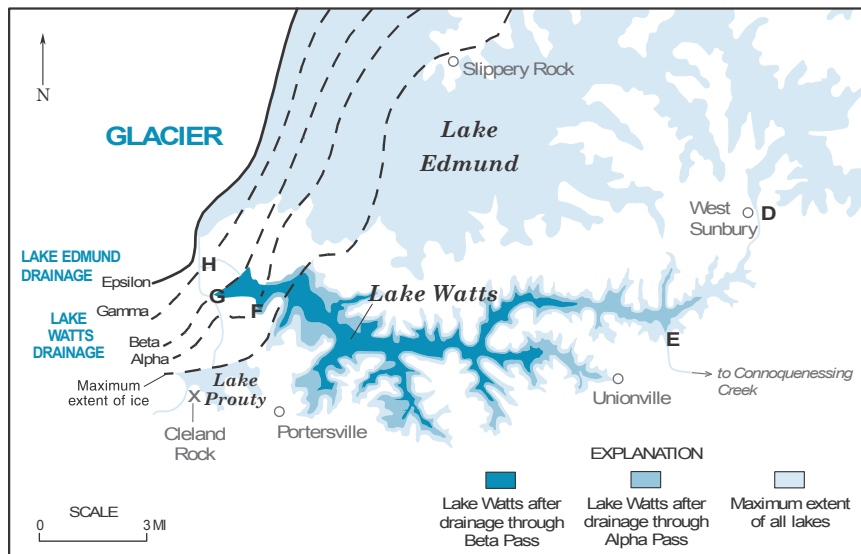 N
GLACIER
Slippery Rock
Lake
Edmund
West
Sunbury
D
LAKE EDMUND
DRAINAGE
Epsilon
H
Gamma
G
F
Lake Watts
LAKE
WATTS
DRAINAGE
Beta
Alpha
E
Maximum
extent of ice
Lake
Prouty
X
Cleland
Rock
Portersville
Unionville
to Connoquenessing
Creek
SCALE
0 3 MI
EXPLANATION
Lake Watts after
drainage through
Beta Pass
Lake Watts after
drainage through
Alpha Pass
Maximum extent
of all lakes